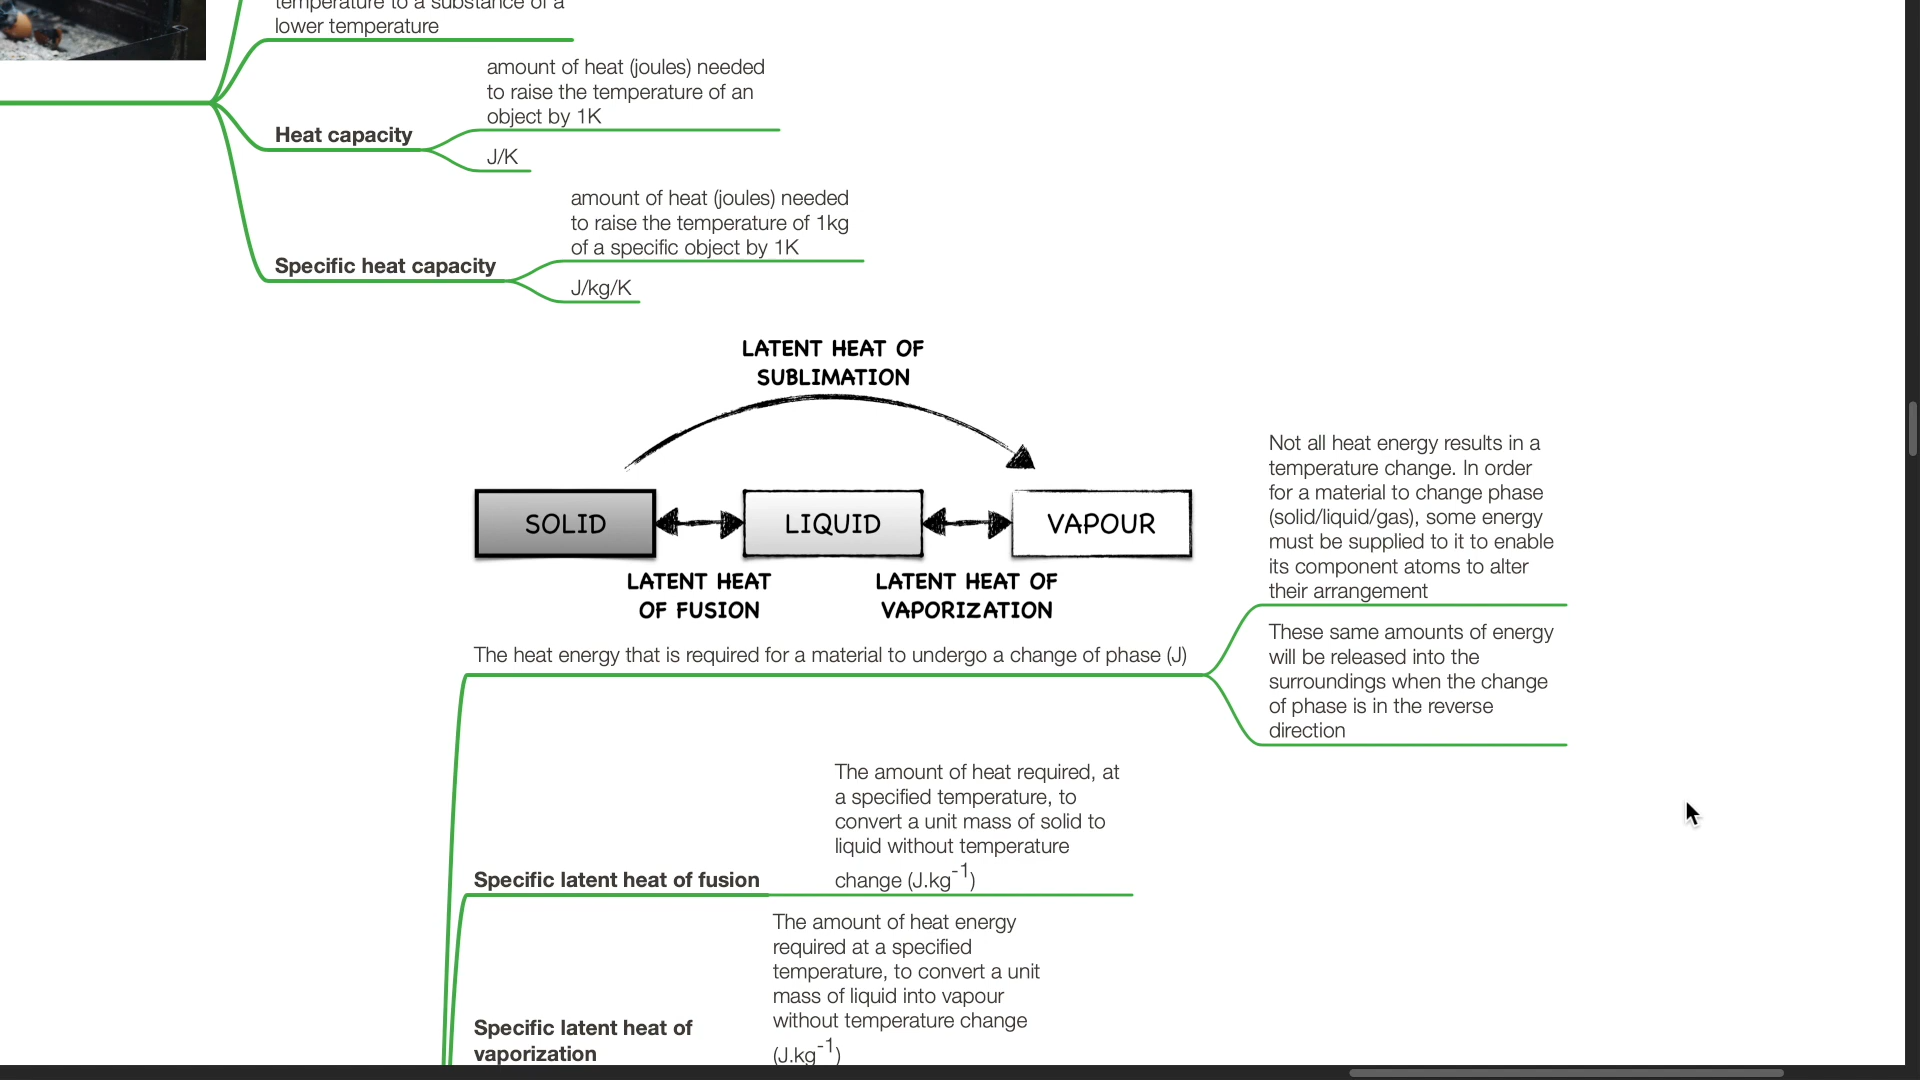 temperature to a substance of a
lower temperature
amount of heat (joules) needed
to raise the temperature of an
object by 1K
Heat capacity
J/K
amount of heat (joules) needed
to raise the temperature of 1kg
of a specific object by 1K
Specific heat capacity
J/kg/K
LATENT HEAT OF
SUBLIMATION
SOLID
LIQUID
VAPOUR
LATENT HEAT
OF FUSION
LATENT HEAT OF
VAPORIZATION
The heat energy that is required for a material to undergo a change of phase (J)
Not all heat energy results in a
temperature change. In order
for a material to change phase
(solid/liquid/gas), some energy
must be supplied to it to enable
its component atoms to alter
their arrangement
These same amounts of energy
will be released into the
surroundings when the change
of phase is in the reverse
direction
The amount of heat required, at
a specified temperature, to
convert a unit mass of solid to
liquid without temperature
change (J.kg⁻¹)
Specific latent heat of fusion
The amount of heat energy
required at a specified
temperature, to convert a unit
mass of liquid into vapour
without temperature change
(J.kg⁻¹)
Specific latent heat of
vaporization